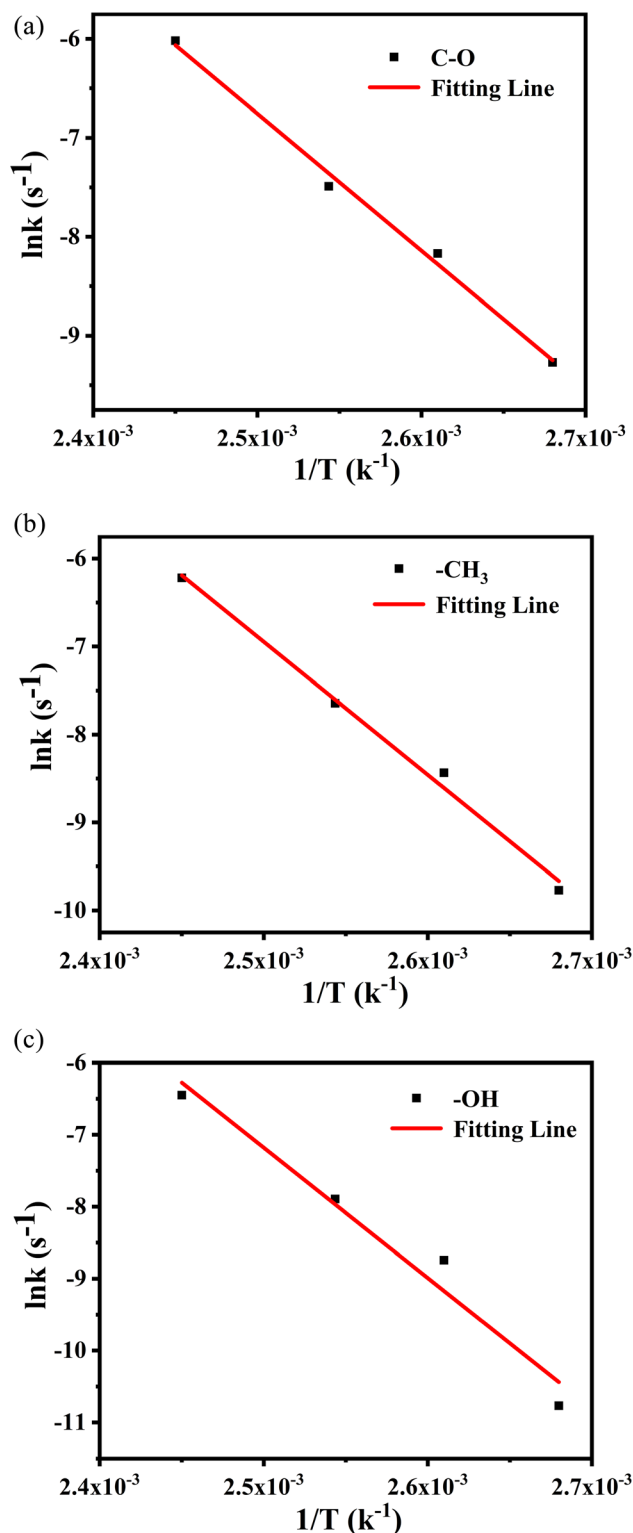 (a)
-6
-7
-8
-9
C-O
Fitting Line
lnk (s⁻¹)
2.4x10⁻³ 2.5x10⁻³ 2.6x10⁻³ 2.7x10⁻³
1/T (k⁻¹)
(b)
-6
-7
-8
-9
-10
-CH₃
Fitting Line
lnk (s⁻¹)
2.4x10⁻³ 2.5x10⁻³ 2.6x10⁻³ 2.7x10⁻³
1/T (k⁻¹)
(c)
-6
-7
-8
-9
-10
-11
-OH
Fitting Line
lnk (s⁻¹)
2.4x10⁻³ 2.5x10⁻³ 2.6x10⁻³ 2.7x10⁻³
1/T (k⁻¹)